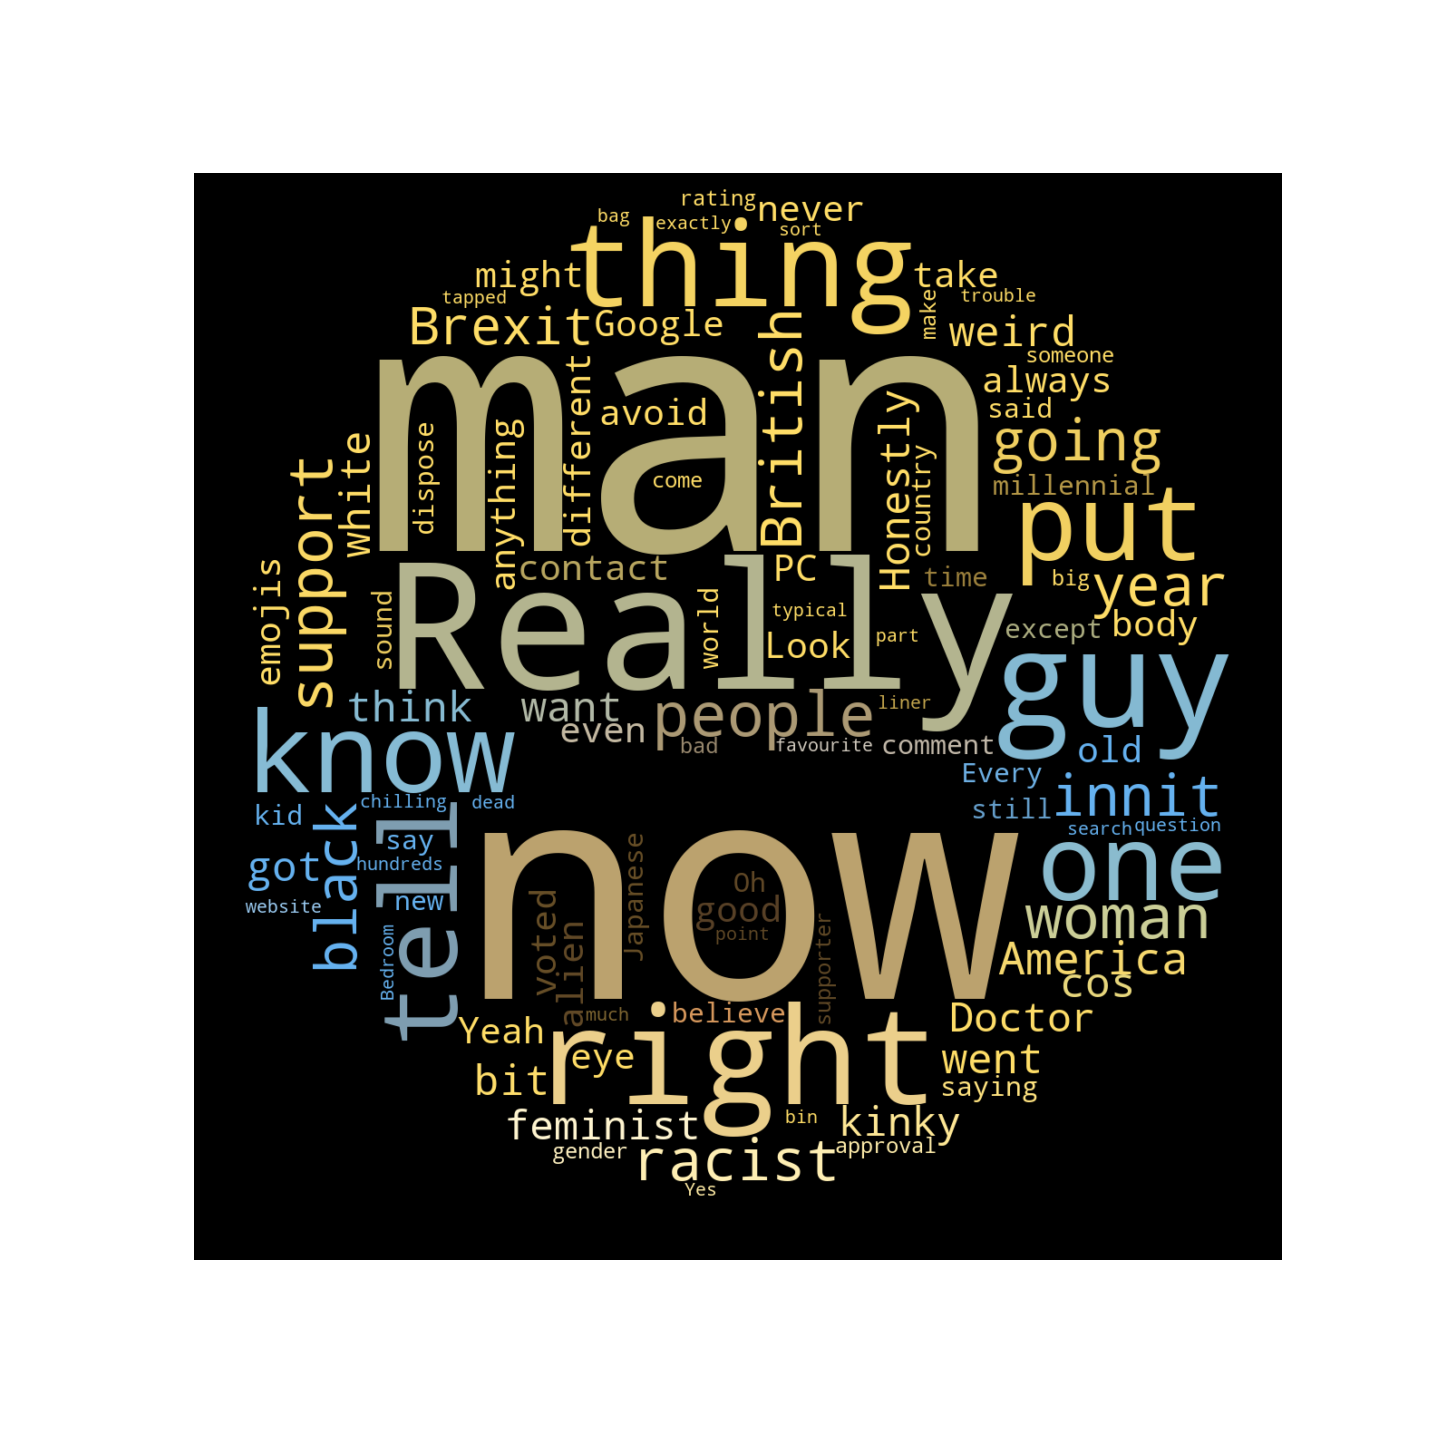 rating
never
bag
exactly
sort
thing
might
take
tapped
trouble
make
Brexit
Google
British
weird
someone
different
man
always
avoid
said
Honestly
going
dispose
anything
white
support
country
come
millennial
put
contact
PC
time
big
year
emojis
sound
Really
world
typical
Look
part
except
body
guy
think
want
people
liner
even
bad
favourite
comment
old
know
Every
kid
chilling
dead
still
innit
search
question
black
tell
say
hundreds
got
new
website
Bedroom
now
Japanese
Oh
good
point
voted
alien
supporter
one
woman
America
cos
much
believe
Yeah
right
Doctor
eye
went
bit
saying
feminist
bin
kinky
gender
racist
approval
Yes